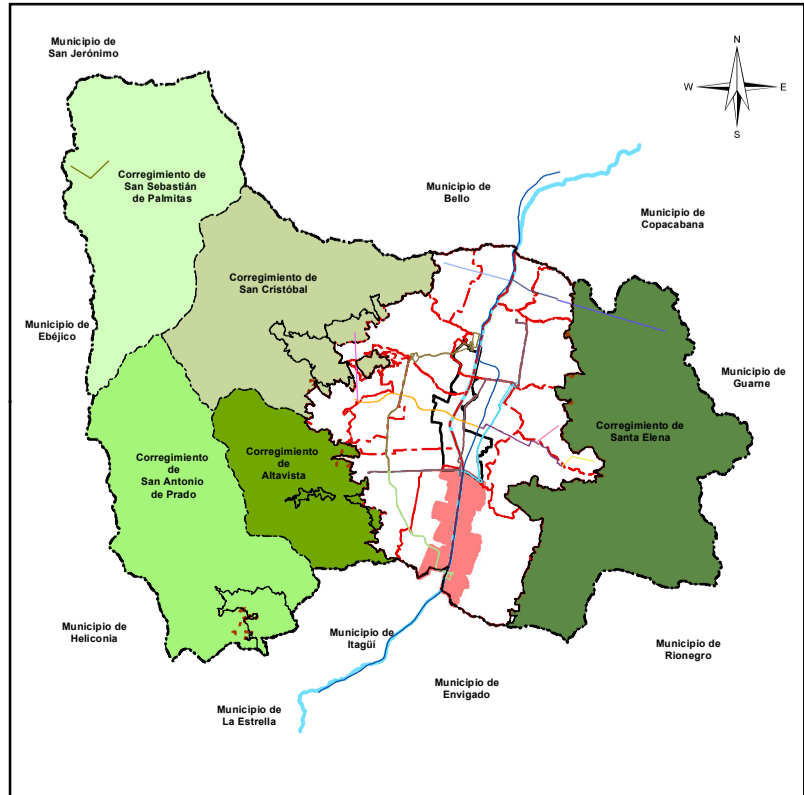 Municipio de
San Jerónimo
N
W
E
S
Corregimiento de
San Sebastián
de Palmitas
Municipio de
Bello
Municipio de
Copacabana
Corregimiento de
San Cristóbal
Municipio de
Ebéjico
Municipio de
Guarne
Corregimiento de
Santa Elena
Corregimiento
de
San Antonio
de Prado
Corregimiento
de
Altavista
Municipio de
Heliconia
Municipio de
Itagüí
Municipio de
Rionegro
Municipio de
Envigado
Municipio de
La Estrella